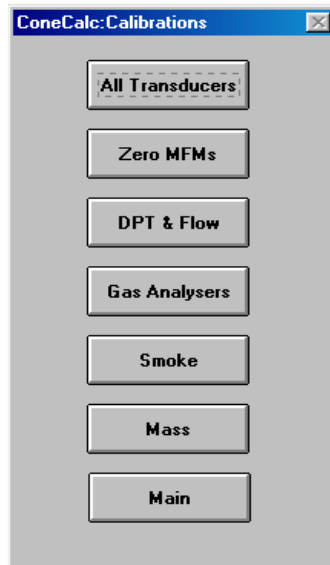 ConeCalc:Calibrations
All Transducers
Zero MFMs
DPT & Flow
Gas Analysers
Smoke
Mass
Main